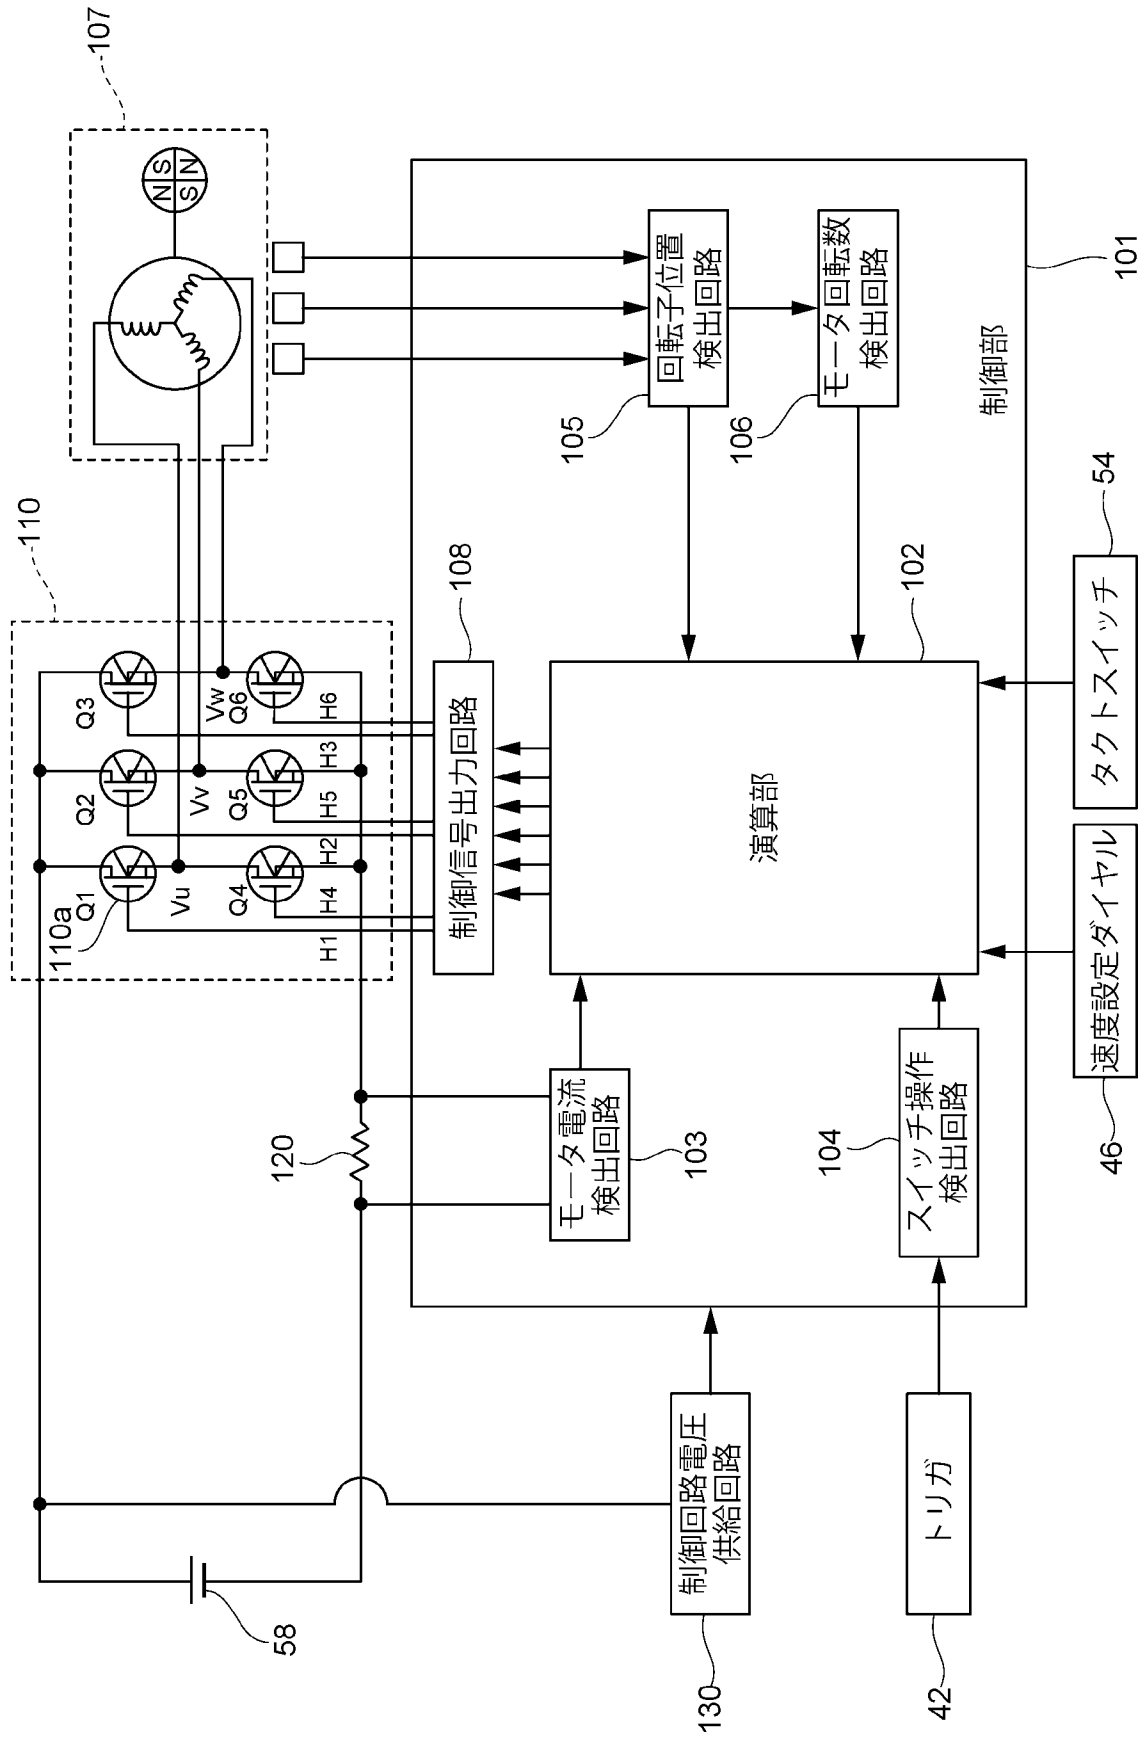 107
N
S
S
N
110
110a
Q1
Q2
Q3
Vu
Vv
Vw
Q4
Q5
Q6
H1
H4
H2
H5
H3
H6
58
120
108
制御信号出力回路
モータ電流
検出回路
103
演算部
102
回転子位置
検出回路
105
モータ回転数
検出回路
106
スイッチ操作
検出回路
104
制御部
101
制御回路電圧
供給回路
130
トリガ
42
速度設定ダイヤル
46
タクトスイッチ
54